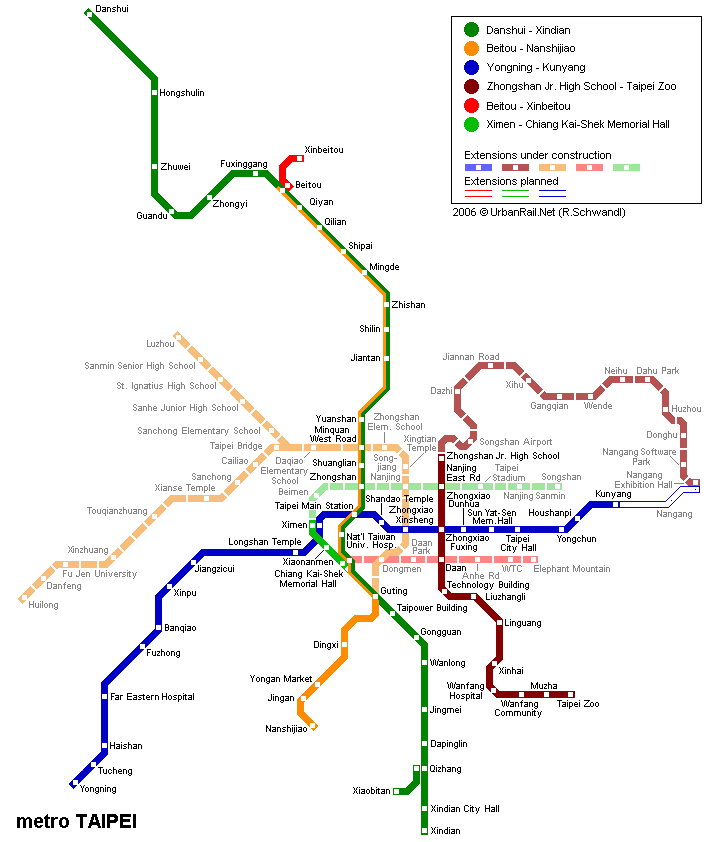 Danshui
Hongshulin
Zhuwei
Guandu
Zhongyi
Fuxinggang
Xinbeitou
Beitou
Qiyan
Qilian
Shipai
Mingde
Zhishan
Shilin
Jiantan
Danshui - Xindian
Beitou - Nanshijiao
Yongning - Kunyang
Zhongshan Jr. High School - Taipei Zoo
Beitou - Xinbeitou
Ximen - Chiang Kai-Shek Memorial Hall
Extensions under construction
Extensions planned
2006 © UrbanRail.Net (R.Schwandl)
Luzhou
Sanmin Senior High School
St. Ignatius High School
Sanhe Junior High School
Sanchong Elementary School
Taipei Bridge
Cailiao
Sanchong
Xianse Temple
Touqianzhuang
Xinzhuang
Fu Jen University
Danfeng
Huilong
Yuanshan
Minquan
West Road
Zhongshan
Elem. School
Daqiao
Elementary
School
Shuanglian
Song-
jiang
Nanjing
Xingtian
Temple
Zhongshan
Beimen
Taipei Main Station
Shandao Temple
Zhongxiao
Xinsheng
Ximen
Nat'l Taiwan
Univ. Hosp.
Longshan Temple
Xiaonanmen
Chiang Kai-Shek
Memorial Hall
Jiangzicui
Xinpu
Banqiao
Fuzhong
Far Eastern Hospital
Haishan
Tucheng
Yongning
Jiannan Road
Dazhi
Xihu
Gangqian
Wende
Neihu
Dahu Park
Huzhou
Donghu
Nangang Software
Park
Nangang
Exhibition Hall
Kunyang
Nangang
Songshan Airport
Zhongshan Jr. High School
Nanjing
East Rd
Taipei
Stadium
Songshan
Nanjing Sanmin
Zhongxiao
Dunhua
Sun Yat-Sen
Mem.Hall
Houshanpi
Zhongxiao
Fuxing
Taipei
City Hall
Yongchun
Daan
Park
Dongmen
Daan
Anhe Rd
WTC
Elephant Mountain
Technology Building
Liuzhangli
Linguang
Xinhai
Wanfang
Hospital
Wanfang
Community
Muzha
Taipei Zoo
Guting
Taipower Building
Gongguan
Dingxi
Yongan Market
Jingan
Nanshijiao
Wanlong
Jingmei
Dapinglin
Qizhang
Xiaobitan
Xindian City Hall
Xindian
metro TAIPEI